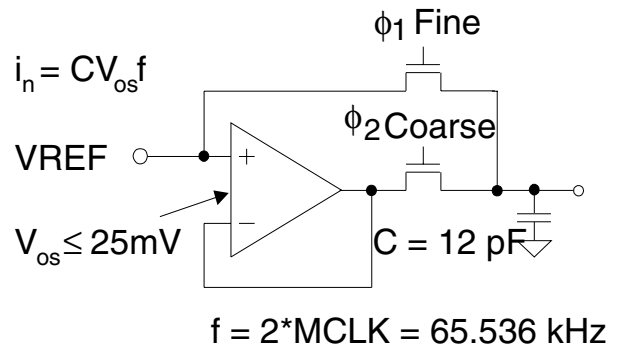 ϕ1 Fine
in = CVosf
ϕ2 Coarse
VREF
+
−
Vos ≤ 25mV
C = 12 pF
f = 2*MCLK = 65.536 kHz